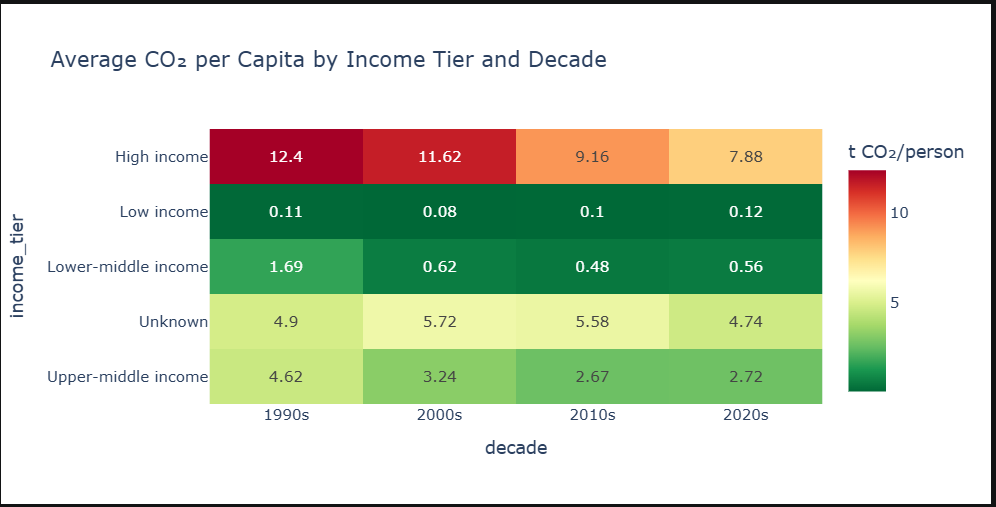 Average CO₂ per Capita by Income Tier and Decade
t CO₂/person
income_tier
High income 12.4 11.62 9.16 7.88
Low income 0.11 0.08 0.1 0.12
Lower-middle income 1.69 0.62 0.48 0.56
Unknown 4.9 5.72 5.58 4.74
Upper-middle income 4.62 3.24 2.67 2.72
1990s 2000s 2010s 2020s
decade
10
5